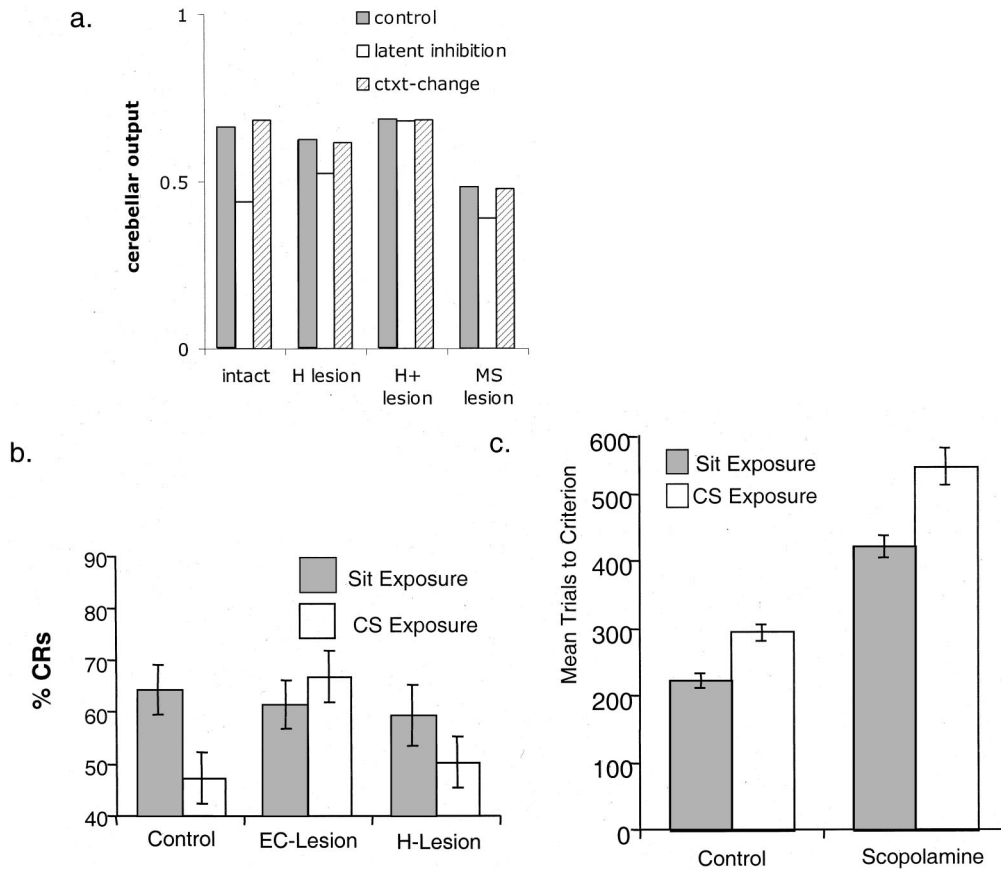 a.
1
control
latent inhibition
ctxt-change
cerebellar output
0.5
0
intact
H lesion
H+
lesion
MS
lesion
b.
90
80
70
60
50
40
Sit Exposure
CS Exposure
% CRs
Control
EC-Lesion
H-Lesion
c.
600
500
400
300
200
100
0
Sit Exposure
CS Exposure
Mean Trials to Criterion
Control
Scopolamine